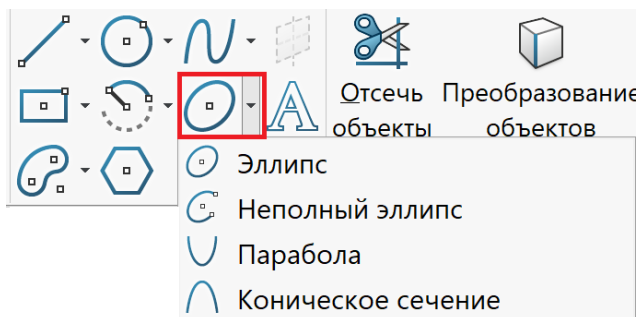 Отсечь объекты
Преобразование объектов
Эллипс
Неполный эллипс
Парабола
Коническое сечение